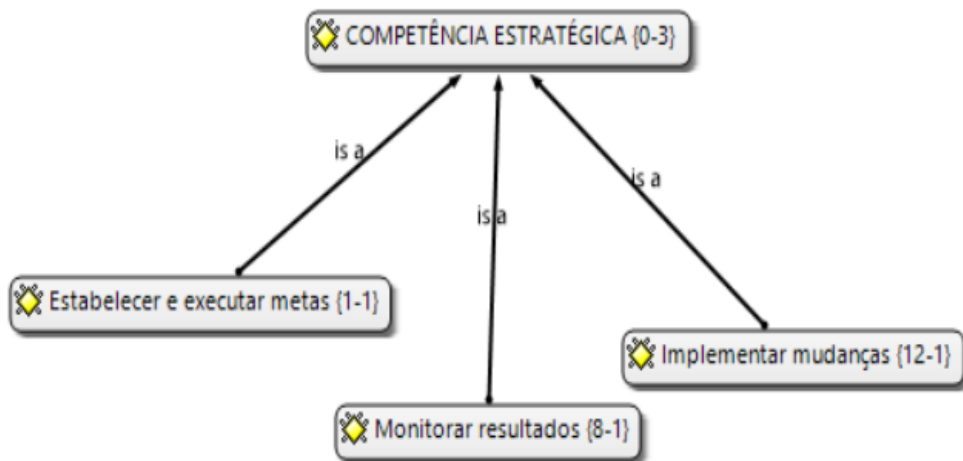 COMPETÊNCIA ESTRATÉGICA {0-3}
is a
is a
is a
Estabelecer e executar metas {1-1}
Implementar mudanças {12-1}
Monitorar resultados {8-1}